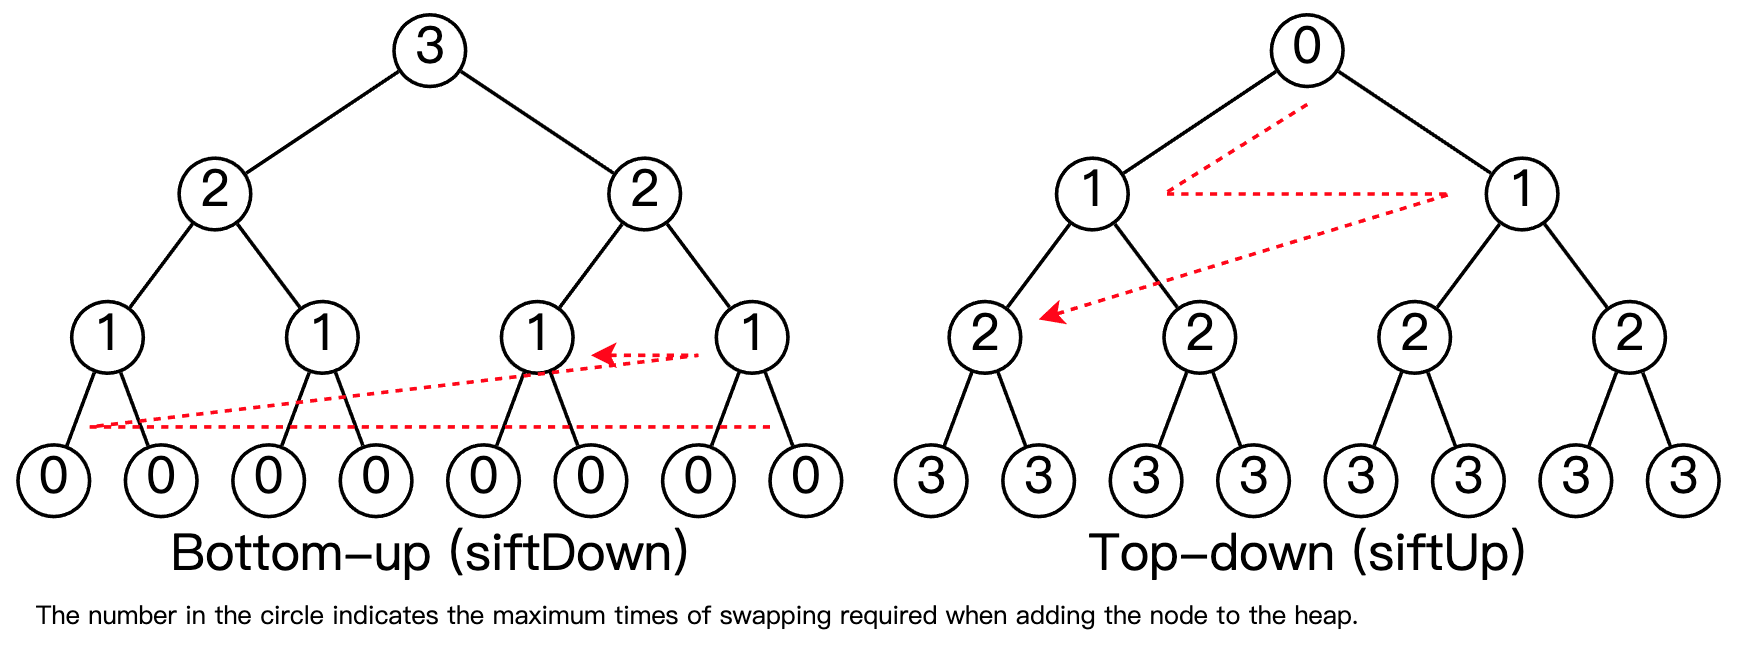 3 0
2 2 1 1
1 1 1 1 2 2 2 2
0 0 0 0 0 0 0 0 3 3 3 3 3 3 3 3
Bottom-up (siftDown) Top-down (siftUp)
The number in the circle indicates the maximum times of swapping required when adding the node to the heap.